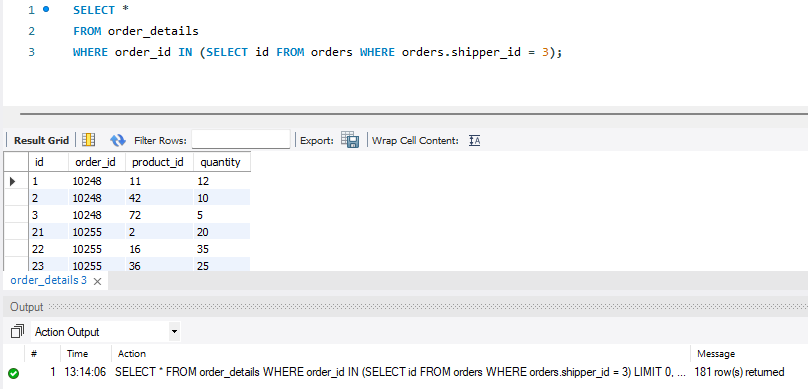 1 SELECT *
2 FROM order_details
3 WHERE order_id IN (SELECT id FROM orders WHERE orders.shipper_id = 3);
Result Grid Filter Rows: Export: Wrap Cell Content: IA
id order_id product_id quantity
1 10248 11 12
2 10248 42 10
3 10248 72 5
21 10255 2 20
22 10255 16 35
23 10255 36 25
order_details 3
Output
Action Output
# Time Action Message
1 13:14:06 SELECT * FROM order_details WHERE order_id IN (SELECT id FROM orders WHERE orders.shipper_id = 3) LIMIT 0, ... 181 row(s) returned